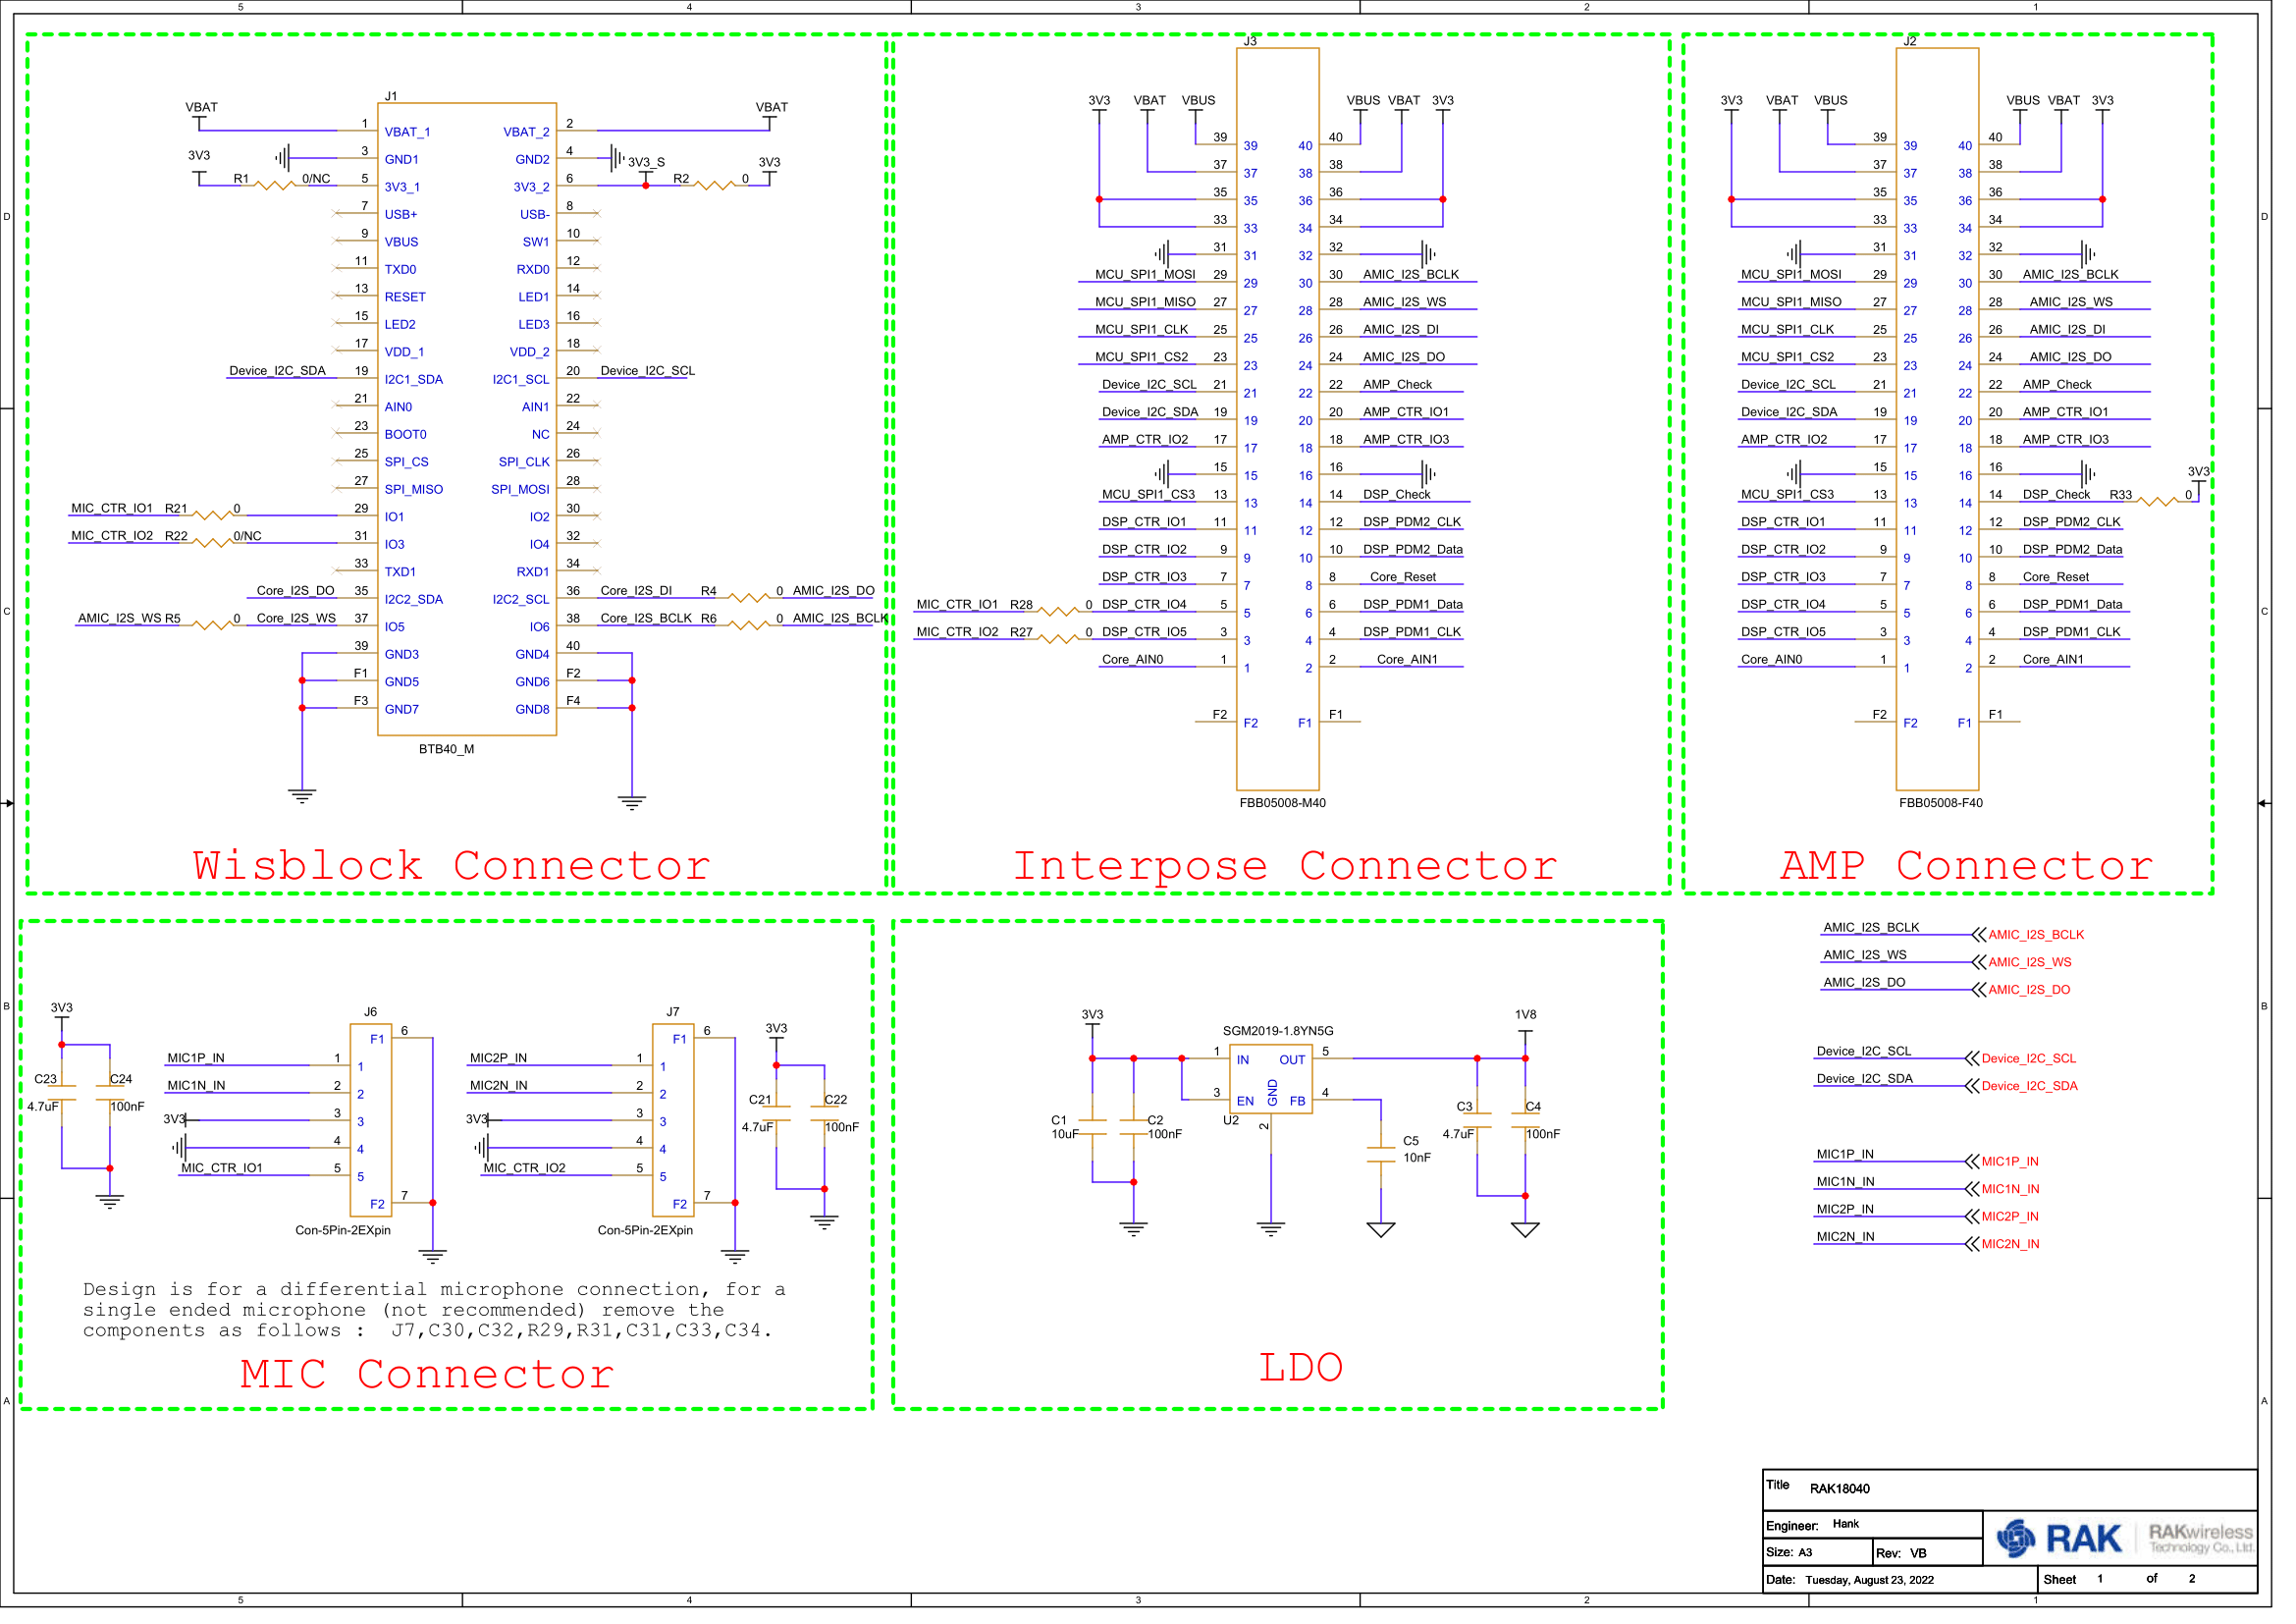 5 4 3 2 1
J1
VBAT VBAT
1 VBAT_1 VBAT_2 2
3 GND1 GND2 4
3V3 3V3_S 3V3
R1 0/NC 5 3V3_1 3V3_2 6 R2 0
7 USB+ USB- 8
9 VBUS SW1 10
11 TXD0 RXD0 12
13 RESET LED1 14
15 LED2 LED3 16
17 VDD_1 VDD_2 18
Device_I2C_SDA 19 I2C1_SDA I2C1_SCL 20 Device_I2C_SCL
21 AIN0 AIN1 22
23 BOOT0 NC 24
25 SPI_CS SPI_CLK 26
27 SPI_MISO SPI_MOSI 28
MIC_CTR_IO1 R21 0 29 IO1 IO2 30
MIC_CTR_IO2 R22 0/NC 31 IO3 IO4 32
33 TXD1 RXD1 34
Core_I2S_DO 35 I2C2_SDA I2C2_SCL 36 Core_I2S_DI R4 0 AMIC_I2S_DO
AMIC_I2S_WS R5 0 Core_I2S_WS 37 IO5 IO6 38 Core_I2S_BCLK R6 0 AMIC_I2S_BCLK
39 GND3 GND4 40
F1 GND5 GND6 F2
F3 GND7 GND8 F4
BTB40_M
Wisblock Connector
J3
3V3 VBAT VBUS VBUS VBAT 3V3
39 39 40 40
37 37 38 38
35 35 36 36
33 33 34 34
31 31 32 32
MCU_SPI1_MOSI 29 29 30 30 AMIC_I2S_BCLK
MCU_SPI1_MISO 27 27 28 28 AMIC_I2S_WS
MCU_SPI1_CLK 25 25 26 26 AMIC_I2S_DI
MCU_SPI1_CS2 23 23 24 24 AMIC_I2S_DO
Device_I2C_SCL 21 21 22 22 AMP_Check
Device_I2C_SDA 19 19 20 20 AMP_CTR_IO1
AMP_CTR_IO2 17 17 18 18 AMP_CTR_IO3
15 15 16 16
MCU_SPI1_CS3 13 13 14 14 DSP_Check
DSP_CTR_IO1 11 11 12 12 DSP_PDM2_CLK
DSP_CTR_IO2 9 9 10 10 DSP_PDM2_Data
DSP_CTR_IO3 7 7 8 8 Core_Reset
MIC_CTR_IO1 R28 0 DSP_CTR_IO4 5 5 6 6 DSP_PDM1_Data
MIC_CTR_IO2 R27 0 DSP_CTR_IO5 3 3 4 4 DSP_PDM1_CLK
Core_AIN0 1 1 2 2 Core_AIN1
F2 F2 F1 F1
FBB05008-M40
Interpose Connector
J2
3V3 VBAT VBUS VBUS VBAT 3V3
39 39 40 40
37 37 38 38
35 35 36 36
33 33 34 34
31 31 32 32
MCU_SPI1_MOSI 29 29 30 30 AMIC_I2S_BCLK
MCU_SPI1_MISO 27 27 28 28 AMIC_I2S_WS
MCU_SPI1_CLK 25 25 26 26 AMIC_I2S_DI
MCU_SPI1_CS2 23 23 24 24 AMIC_I2S_DO
Device_I2C_SCL 21 21 22 22 AMP_Check
Device_I2C_SDA 19 19 20 20 AMP_CTR_IO1
AMP_CTR_IO2 17 17 18 18 AMP_CTR_IO3
15 15 16 16 3V3
MCU_SPI1_CS3 13 13 14 14 DSP_Check R33 0
DSP_CTR_IO1 11 11 12 12 DSP_PDM2_CLK
DSP_CTR_IO2 9 9 10 10 DSP_PDM2_Data
DSP_CTR_IO3 7 7 8 8 Core_Reset
DSP_CTR_IO4 5 5 6 6 DSP_PDM1_Data
DSP_CTR_IO5 3 3 4 4 DSP_PDM1_CLK
Core_AIN0 1 1 2 2 Core_AIN1
F2 F2 F1 F1
FBB05008-F40
AMP Connector
D D
C C
B B
A A
3V3
C23 C24
4.7uF 100nF
J6
F1 6
MIC1P_IN 1 1
MIC1N_IN 2 2
3V3 3 3
4 4
MIC_CTR_IO1 5 5
F2 7
Con-5Pin-2EXpin
J7
F1 6
MIC2P_IN 1 1
MIC2N_IN 2 2
3V3 3 3
4 4
MIC_CTR_IO2 5 5
F2 7
Con-5Pin-2EXpin
3V3
C21 C22
4.7uF 100nF
Design is for a differential microphone connection, for a
single ended microphone (not recommended) remove the
components as follows : J7,C30,C32,R29,R31,C31,C33,C34.
MIC Connector
3V3 SGM2019-1.8YN5G 1V8
1 IN OUT 5
3 EN GND FB 4
U2 2
C1 C2 C3 C4
10uF 100nF 4.7uF 100nF
C5
10nF
LDO
AMIC_I2S_BCLK AMIC_I2S_BCLK
AMIC_I2S_WS AMIC_I2S_WS
AMIC_I2S_DO AMIC_I2S_DO
Device_I2C_SCL Device_I2C_SCL
Device_I2C_SDA Device_I2C_SDA
MIC1P_IN MIC1P_IN
MIC1N_IN MIC1N_IN
MIC2P_IN MIC2P_IN
MIC2N_IN MIC2N_IN
Title RAK18040
Engineer: Hank
Size: A3 Rev: VB
RAK RAKwireless
Technology Co., Ltd.
Date: Tuesday, August 23, 2022 Sheet 1 of 2
5 4 3 2 1